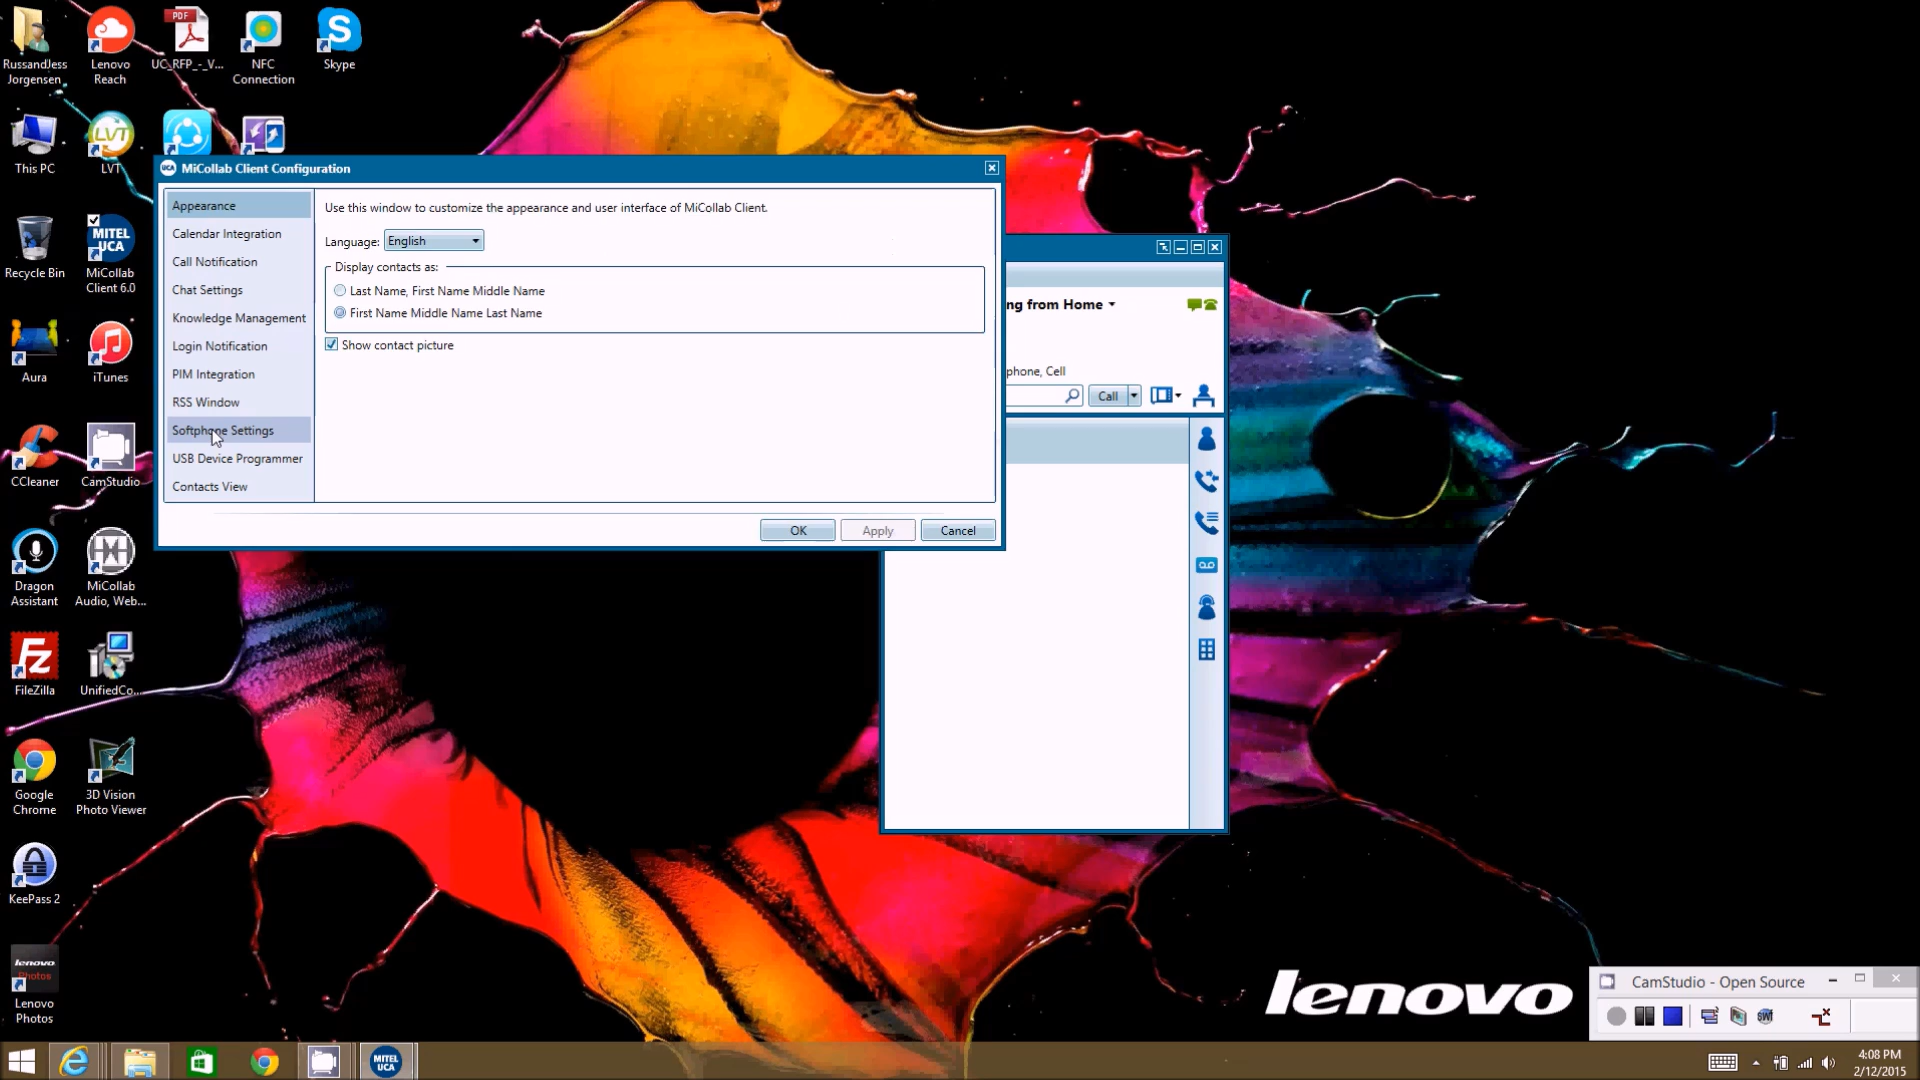 RussandJess
Jorgensen
Lenovo
Reach
PDF
UC_RFP_-_V...
NFC
Connection
Skype
This PC
LVT
LVT
Recycle Bin
MITEL
UCA
MiCollab
Client 6.0
Aura
iTunes
CCleaner
CamStudio
Dragon
Assistant
MiCollab
Audio, Web...
FileZilla
UnifiedCo...
Google
Chrome
3D Vision
Photo Viewer
KeePass 2
lenovo
Photos
Lenovo
Photos
UCA MiCollab Client Configuration
Appearance
Calendar Integration
Call Notification
Chat Settings
Knowledge Management
Login Notification
PIM Integration
RSS Window
Softphone Settings
USB Device Programmer
Contacts View
Use this window to customize the appearance and user interface of MiCollab Client.
Language: English
Display contacts as:
Last Name, First Name Middle Name
First Name Middle Name Last Name
Show contact picture
OK Apply Cancel
ng from Home
phone, Cell
Call
lenovo
CamStudio - Open Source
SWF
MITEL
UCA
4:08 PM
2/12/2015